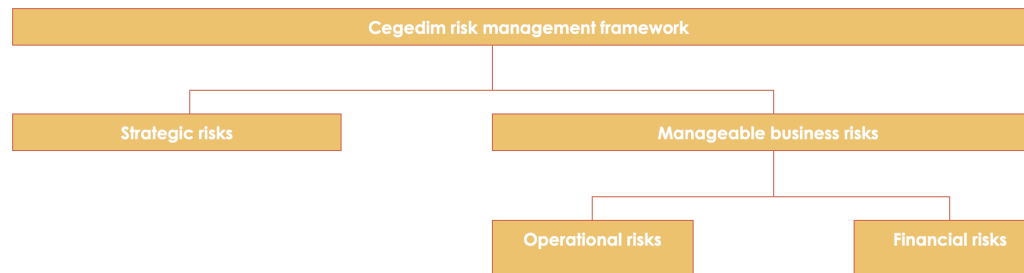 Cegedim risk management framework
Strategic risks
Manageable business risks
Operational risks
Financial risks